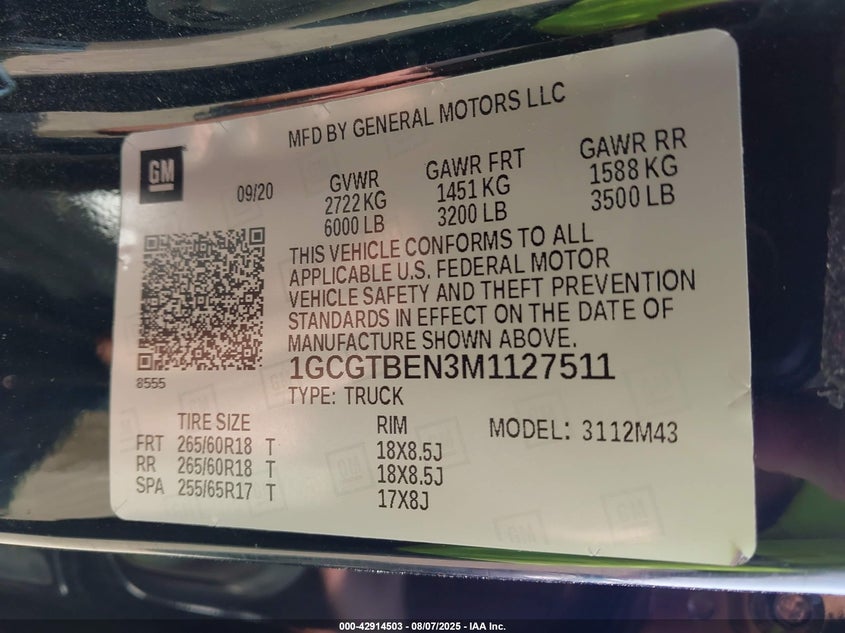 MFD BY GENERAL MOTORS LLC
GM
09/20
GVWR
2722 KG
6000 LB
GAWR FRT
1451 KG
3200 LB
GAWR RR
1588 KG
3500 LB
THIS VEHICLE CONFORMS TO ALL
APPLICABLE U.S. FEDERAL MOTOR
VEHICLE SAFETY AND THEFT PREVENTION
STANDARDS IN EFFECT ON THE DATE OF
MANUFACTURE SHOWN ABOVE.
8555
1GCGTBEN3M1127511
TYPE: TRUCK
TIRE SIZE
RIM
MODEL: 3112M43
FRT 265/60R18 T 18X8.5J
RR 265/60R18 T 18X8.5J
SPA 255/65R17 T 17X8J
000-42914503 - 08/07/2025 - IAA Inc.